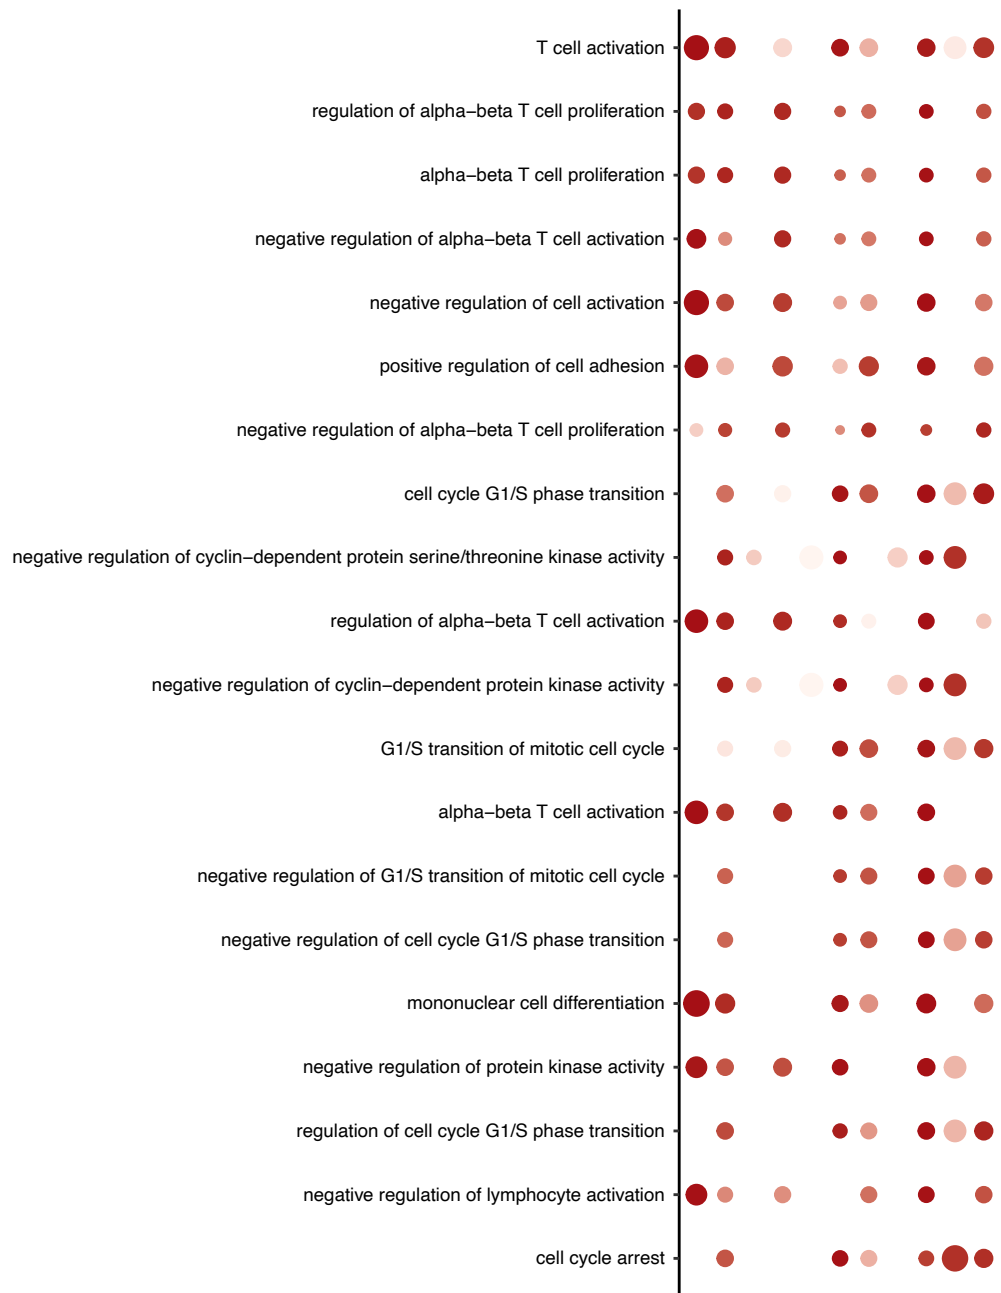 T cell activation
regulation of alpha−beta T cell proliferation
alpha−beta T cell proliferation
negative regulation of alpha−beta T cell activation
negative regulation of cell activation
positive regulation of cell adhesion
negative regulation of alpha−beta T cell proliferation
cell cycle G1/S phase transition
negative regulation of cyclin−dependent protein serine/threonine kinase activity
regulation of alpha−beta T cell activation
negative regulation of cyclin−dependent protein kinase activity
G1/S transition of mitotic cell cycle
alpha−beta T cell activation
negative regulation of G1/S transition of mitotic cell cycle
negative regulation of cell cycle G1/S phase transition
mononuclear cell differentiation
negative regulation of protein kinase activity
regulation of cell cycle G1/S phase transition
negative regulation of lymphocyte activation
cell cycle arrest